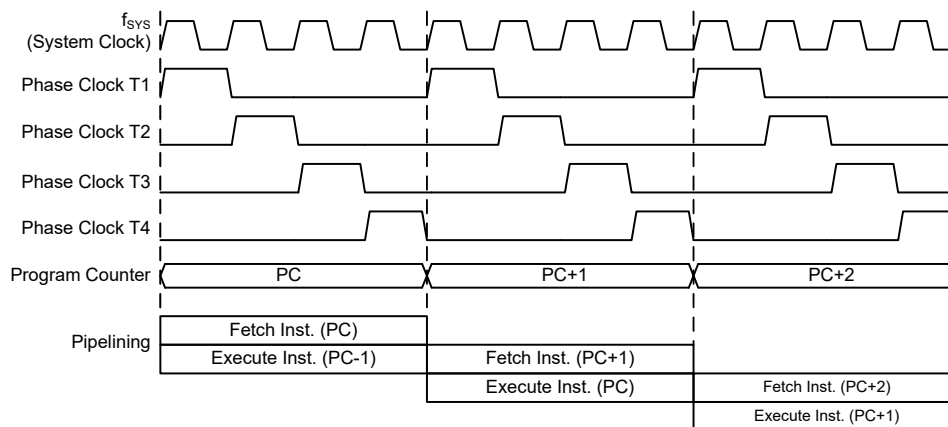 fSYS
(System Clock)
Phase Clock T1
Phase Clock T2
Phase Clock T3
Phase Clock T4
Program Counter
PC
PC+1
PC+2
Pipelining
Fetch Inst. (PC)
Execute Inst. (PC-1)
Fetch Inst. (PC+1)
Execute Inst. (PC)
Fetch Inst. (PC+2)
Execute Inst. (PC+1)